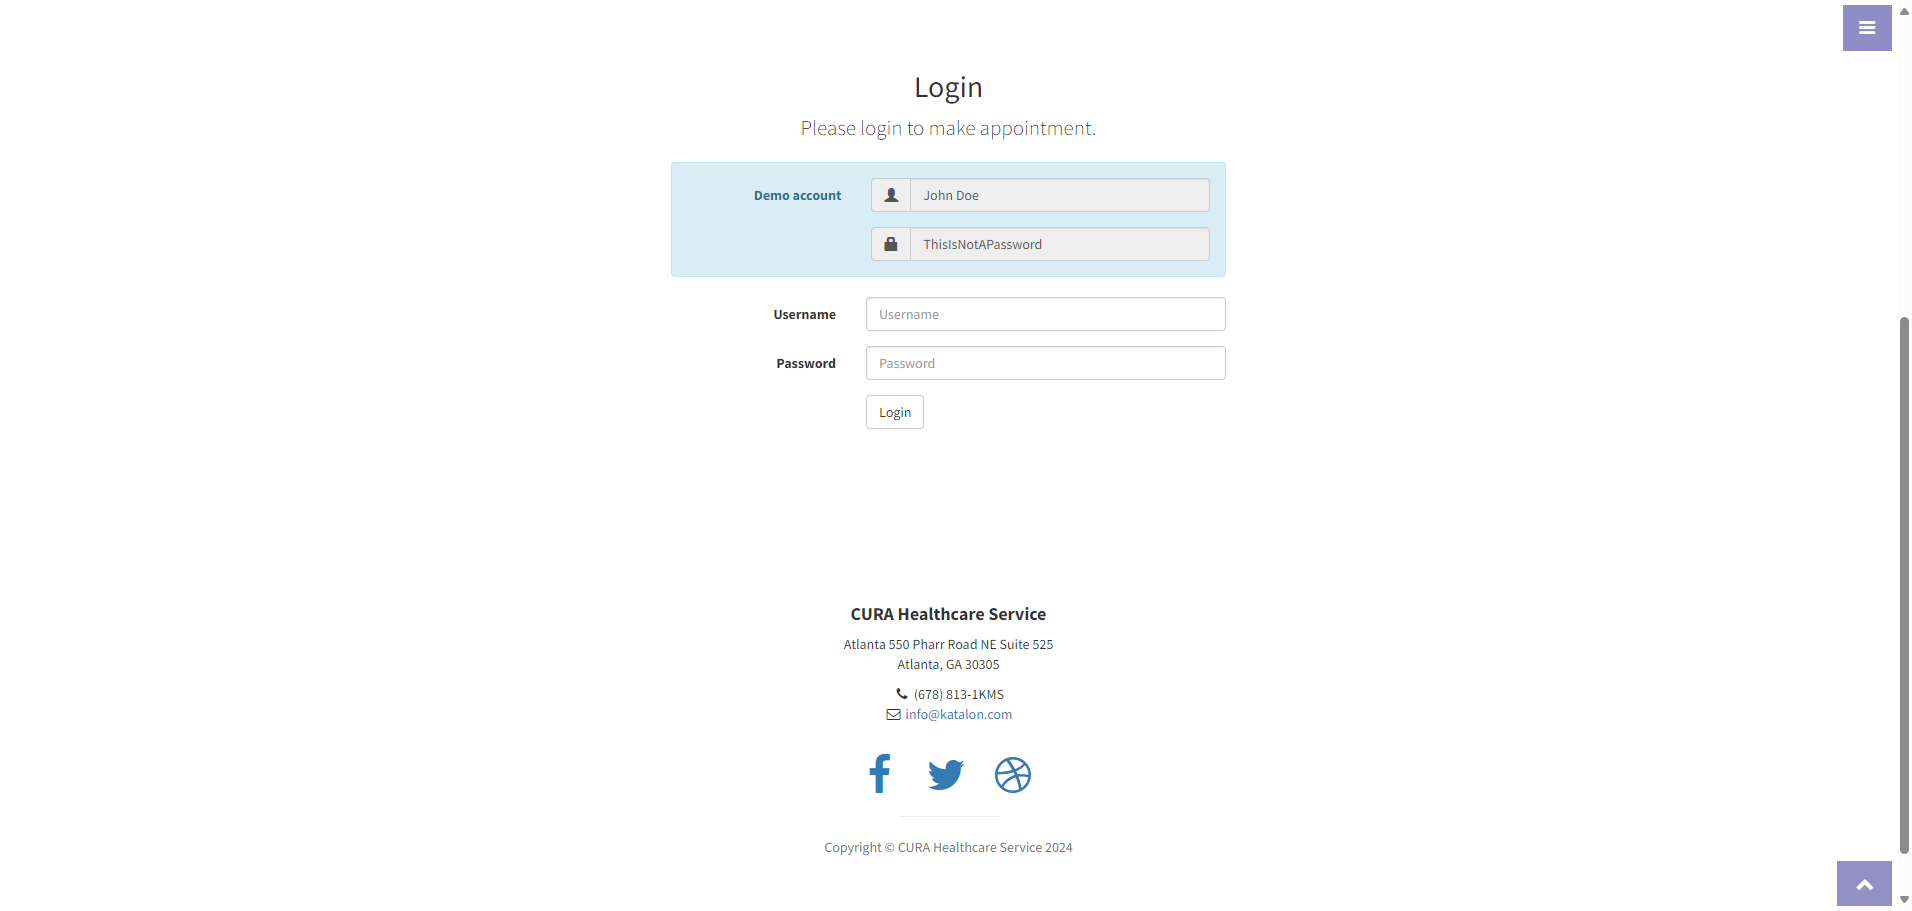 Login
Please login to make appointment.
Demo account
John Doe
ThisIsNotAPassword
Username
Username
Password
Password
Login
CURA Healthcare Service
Atlanta 550 Pharr Road NE Suite 525
Atlanta, GA 30305
(678) 813-1KMS
info@katalon.com
Copyright © CURA Healthcare Service 2024